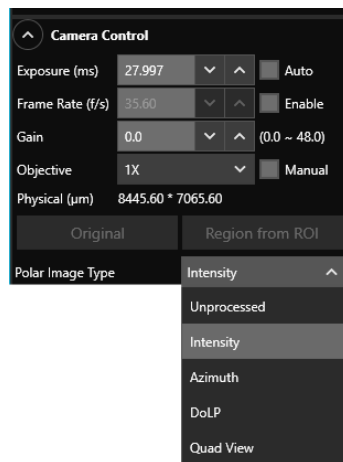 Camera Control
Exposure (ms) 27.997 Auto
Frame Rate (f/s) 35.60 Enable
Gain 0.0 (0.0 ~ 48.0)
Objective 1X Manual
Physical (μm) 8445.60 * 7065.60
Original Region from ROI
Polar Image Type Intensity
Unprocessed
Intensity
Azimuth
DoLP
Quad View